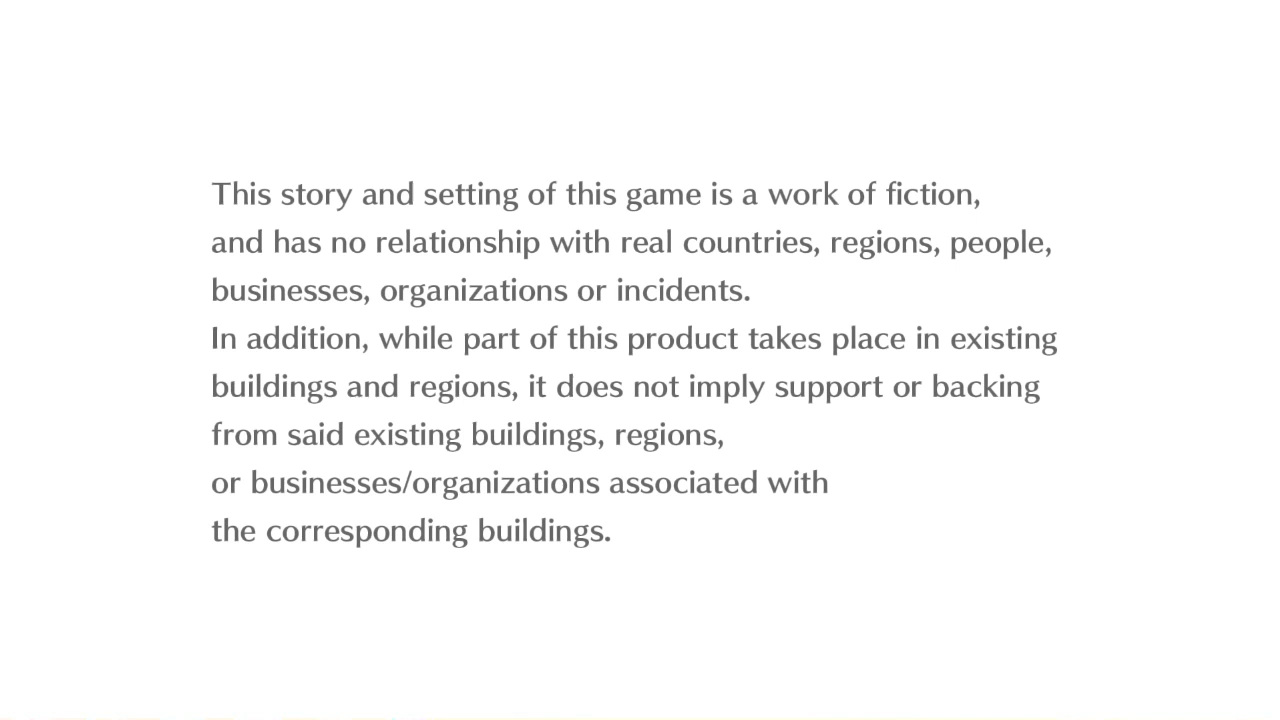 This story and setting of this game is a work of fiction,
and has no relationship with real countries, regions, people,
businesses, organizations or incidents.
In addition, while part of this product takes place in existing
buildings and regions, it does not imply support or backing
from said existing buildings, regions,
or businesses/organizations associated with
the corresponding buildings.